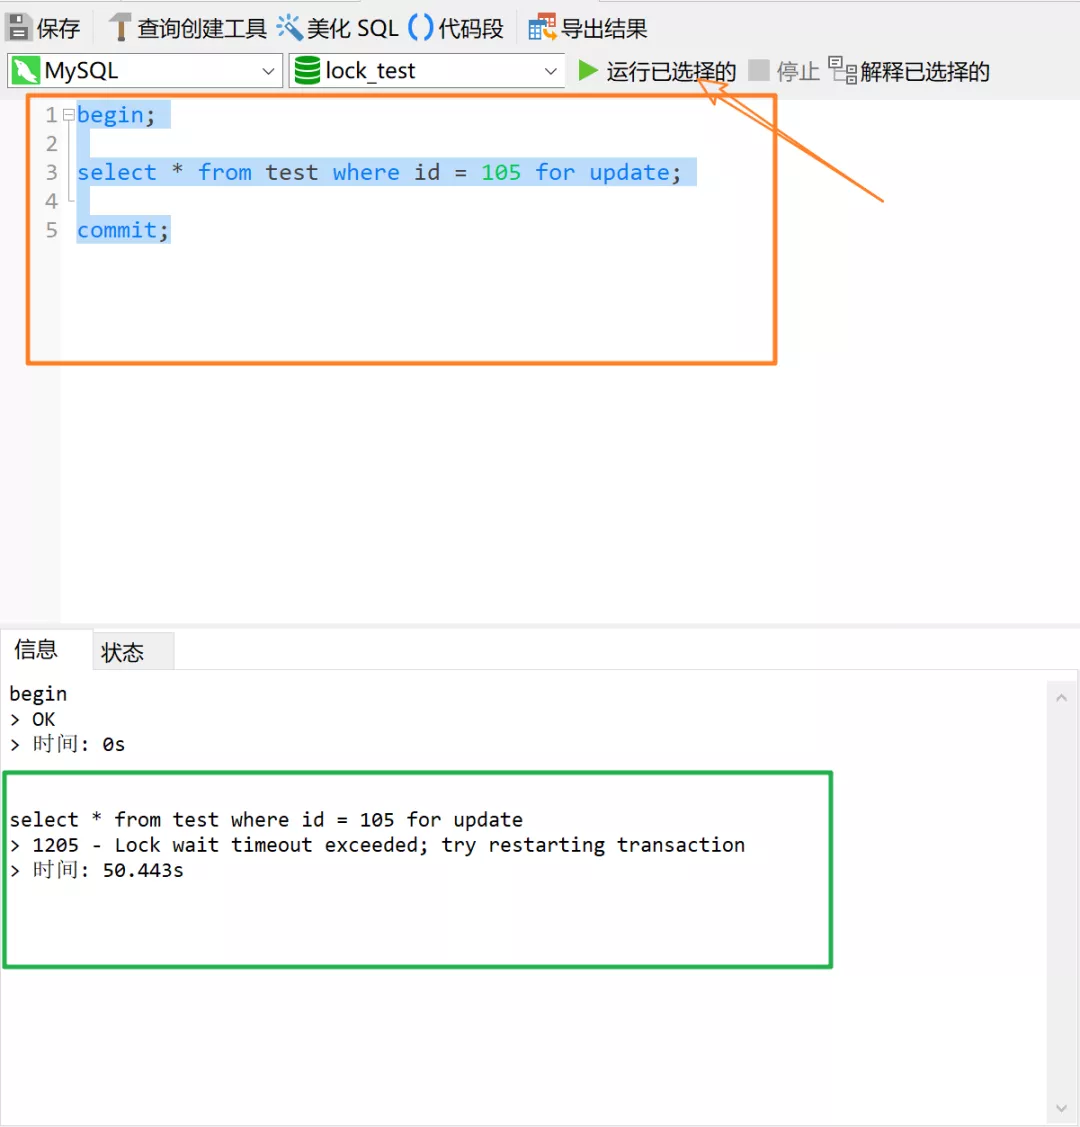 保存 查询创建工具 美化 SQL () 代码段 导出结果
MySQL lock_test 运行已选择的 停止 解释已选择的
1 begin;
2
3 select * from test where id = 105 for update;
4
5 commit;
信息 状态
begin
> OK
> 时间: 0s
select * from test where id = 105 for update
> 1205 - Lock wait timeout exceeded; try restarting transaction
> 时间: 50.443s